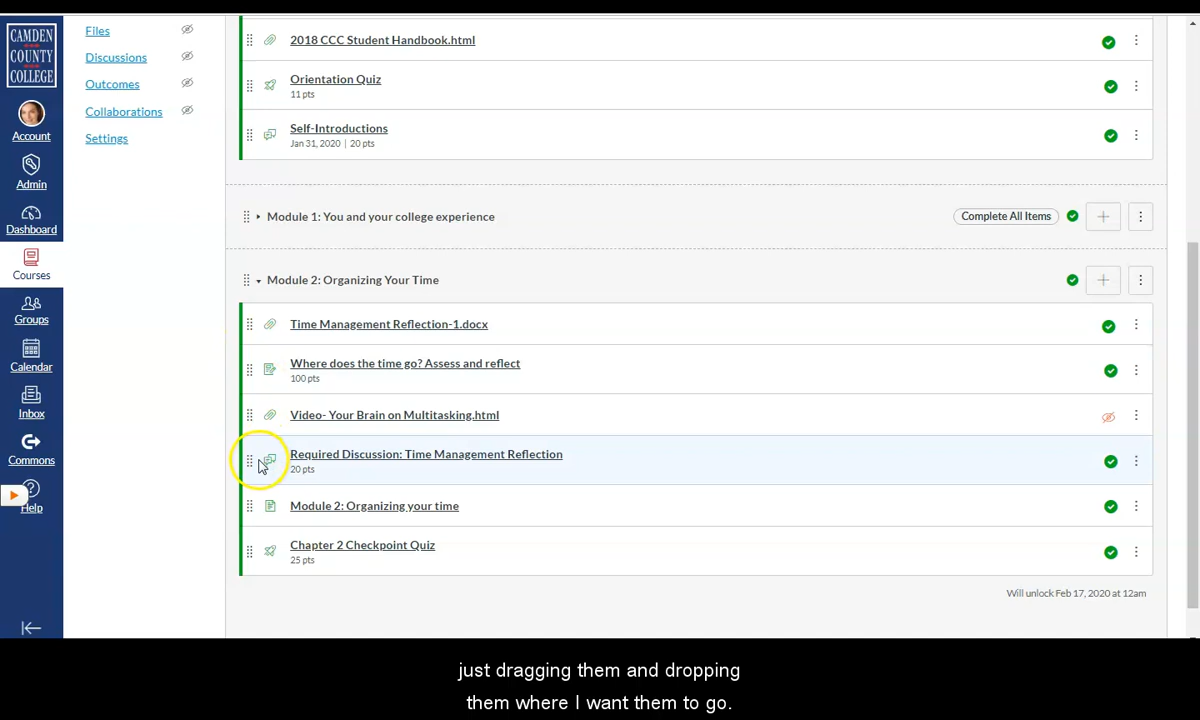 CAMDEN
COUNTY
COLLEGE
Account
Admin
Dashboard
Courses
Groups
Calendar
Inbox
Commons
Help
Files
Discussions
Outcomes
Collaborations
Settings
2018 CCC Student Handbook.html
Orientation Quiz
11 pts
Self-Introductions
Jan 31, 2020 | 20 pts
Module 1: You and your college experience
Complete All Items
Module 2: Organizing Your Time
Time Management Reflection-1.docx
Where does the time go? Assess and reflect
100 pts
Video- Your Brain on Multitasking.html
Required Discussion: Time Management Reflection
20 pts
Module 2: Organizing your time
Chapter 2 Checkpoint Quiz
25 pts
Will unlock Feb 17, 2020 at 12am
just dragging them and dropping
them where I want them to go.